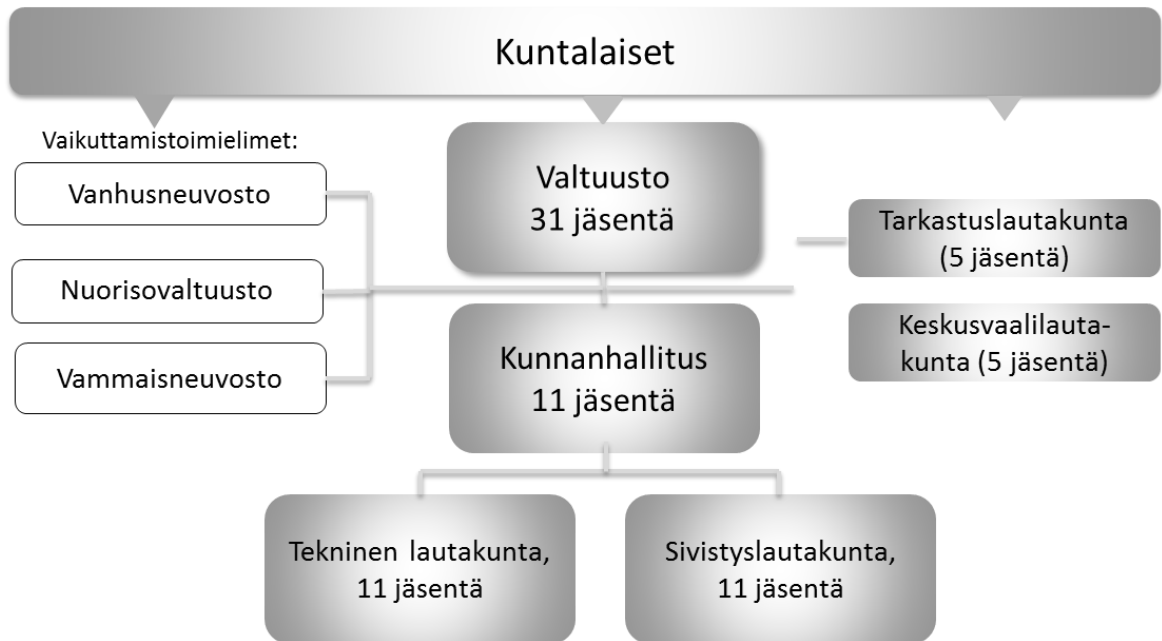 Kuntalaiset
Vaikuttamistoimielimet:
Vanhusneuvosto
Nuorisovaltuusto
Vammaisneuvosto
Valtuusto
31 jäsentä
Kunnanhallitus
11 jäsentä
Tarkastuslautakunta
(5 jäsentä)
Keskusvaalilauta-
kunta (5 jäsentä)
Tekninen lautakunta,
11 jäsentä
Sivistyslautakunta,
11 jäsentä